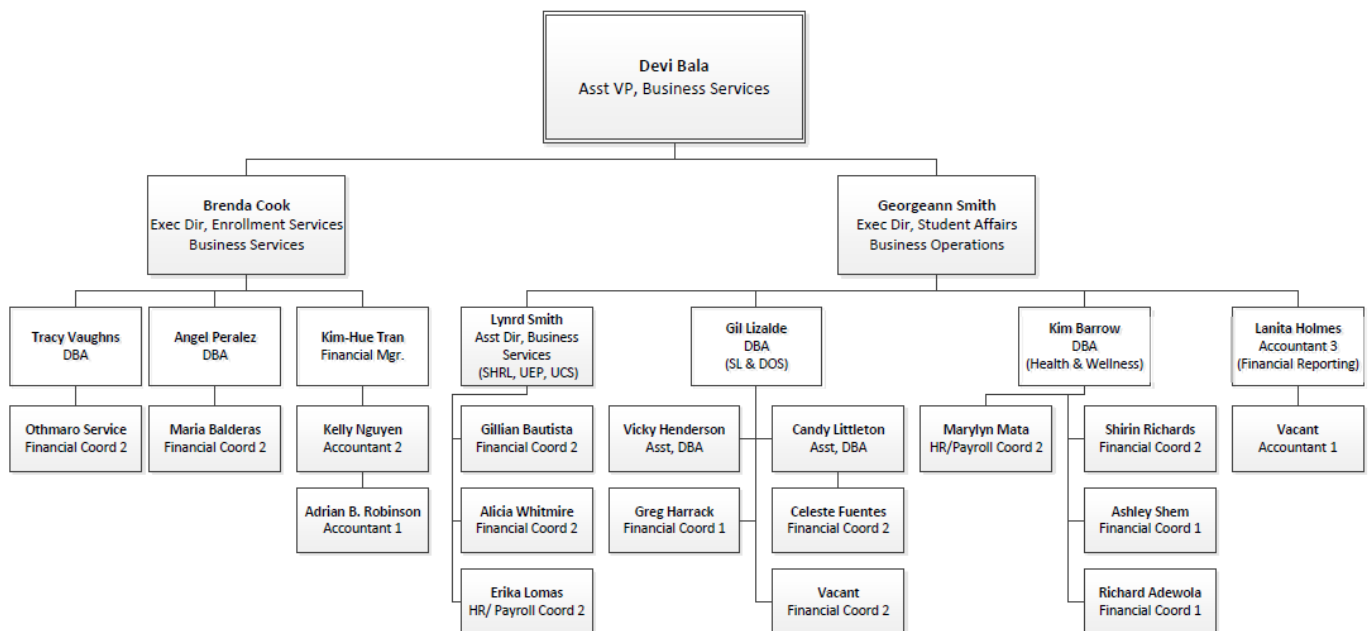 Devi Bala
Asst VP, Business Services
Brenda Cook
Exec Dir, Enrollment Services
Business Services
Georgeann Smith
Exec Dir, Student Affairs
Business Operations
Tracy Vaughns
DBA
Angel Peralez
DBA
Kim-Hue Tran
Financial Mgr.
Lynrd Smith
Asst Dir, Business
Services
(SHRL, UEP, UCS)
Gil Lizalde
DBA
(SL & DOS)
Kim Barrow
DBA
(Health & Wellness)
Lanita Holmes
Accountant 3
(Financial Reporting)
Othmaro Service
Financial Coord 2
Maria Balderas
Financial Coord 2
Kelly Nguyen
Accountant 2
Gillian Bautista
Financial Coord 2
Vicky Henderson
Asst, DBA
Candy Littleton
Asst, DBA
Marylyn Mata
HR/Payroll Coord 2
Shirin Richards
Financial Coord 2
Vacant
Accountant 1
Adrian B. Robinson
Accountant 1
Alicia Whitmire
Financial Coord 2
Greg Harrack
Financial Coord 1
Celeste Fuentes
Financial Coord 2
Ashley Shem
Financial Coord 1
Erika Lomas
HR/ Payroll Coord 2
Vacant
Financial Coord 2
Richard Adewola
Financial Coord 1